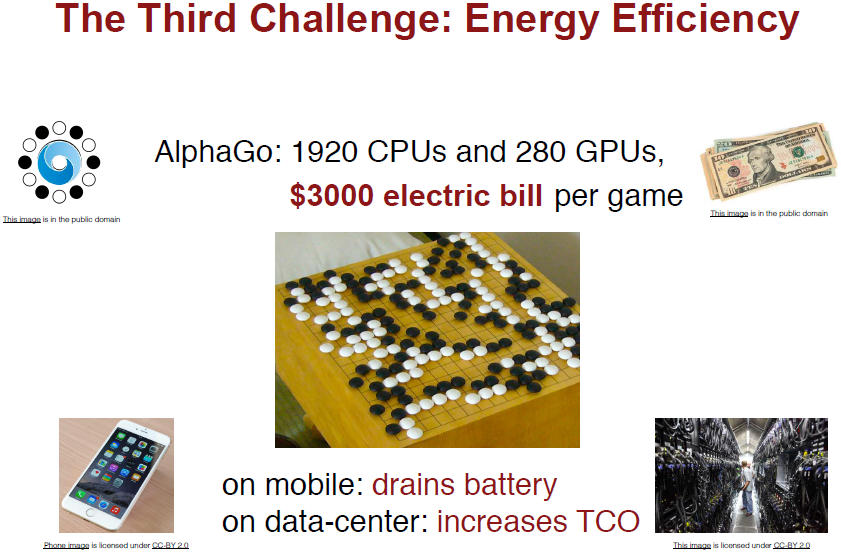 The Third Challenge: Energy Efficiency
AlphaGo: 1920 CPUs and 280 GPUs,
$3000 electric bill per game
This image is in the public domain
This image is in the public domain
on mobile: drains battery
on data-center: increases TCO
Phone image is licensed under CC-BY 2.0
This image is licensed under CC-BY 2.0